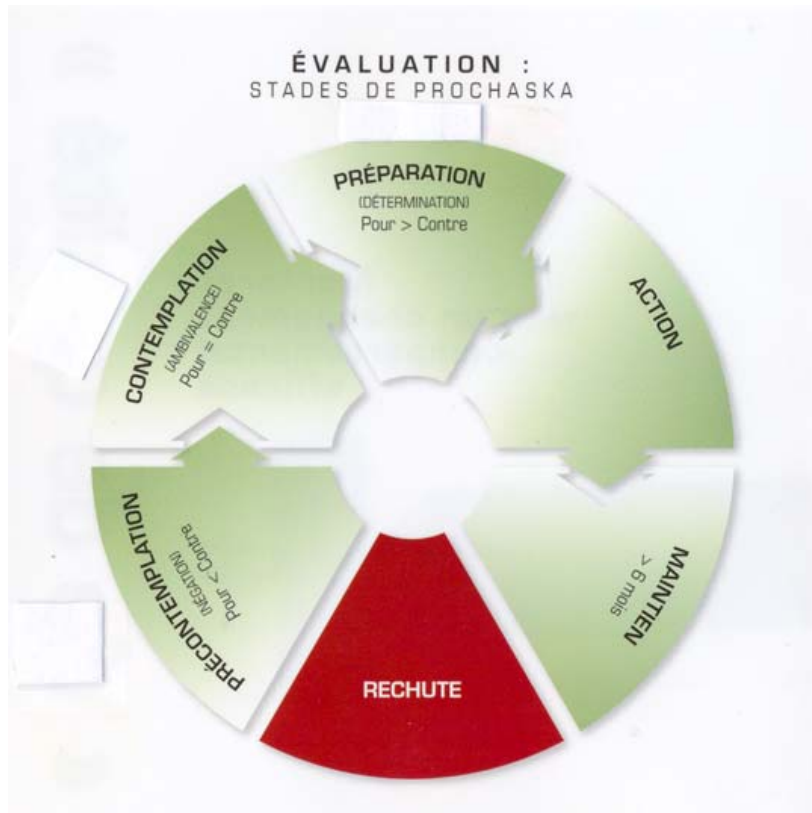 ÉVALUATION :
STADES DE PROCHASKA
PRÉPARATION
(DÉTERMINATION)
Pour > Contre
ACTION
MAINTIEN
> 6 mois
RECHUTE
PRÉCONTEMPLATION
(NÉGATION)
Pour < Contre
CONTEMPLATION
(AMBIVALENCE)
Pour = Contre